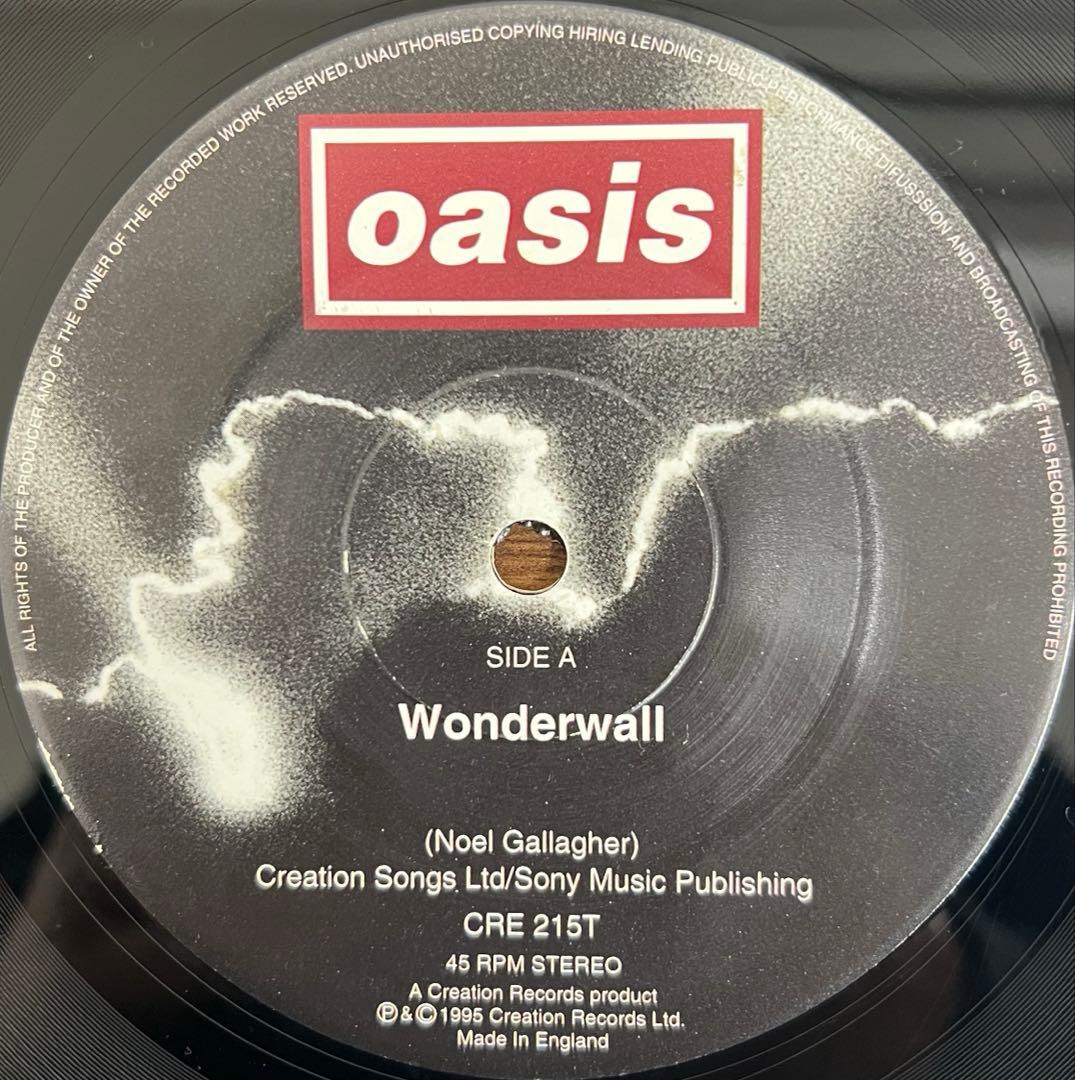 ALL RIGHTS OF THE PRODUCER AND OF THE OWNER OF THE RECORDED WORK RESERVED. UNAUTHORISED COPYING HIRING LENDING PUBLIC PERFORMANCE DIFUSSSION AND BROADCASTING OF THIS RECORDING PROHIBITED
oasis
SIDE A
Wonderwall
(Noel Gallagher)
Creation Songs Ltd/Sony Music Publishing
CRE 215T
45 RPM STEREO
A Creation Records product
℗ & © 1995 Creation Records Ltd.
Made In England